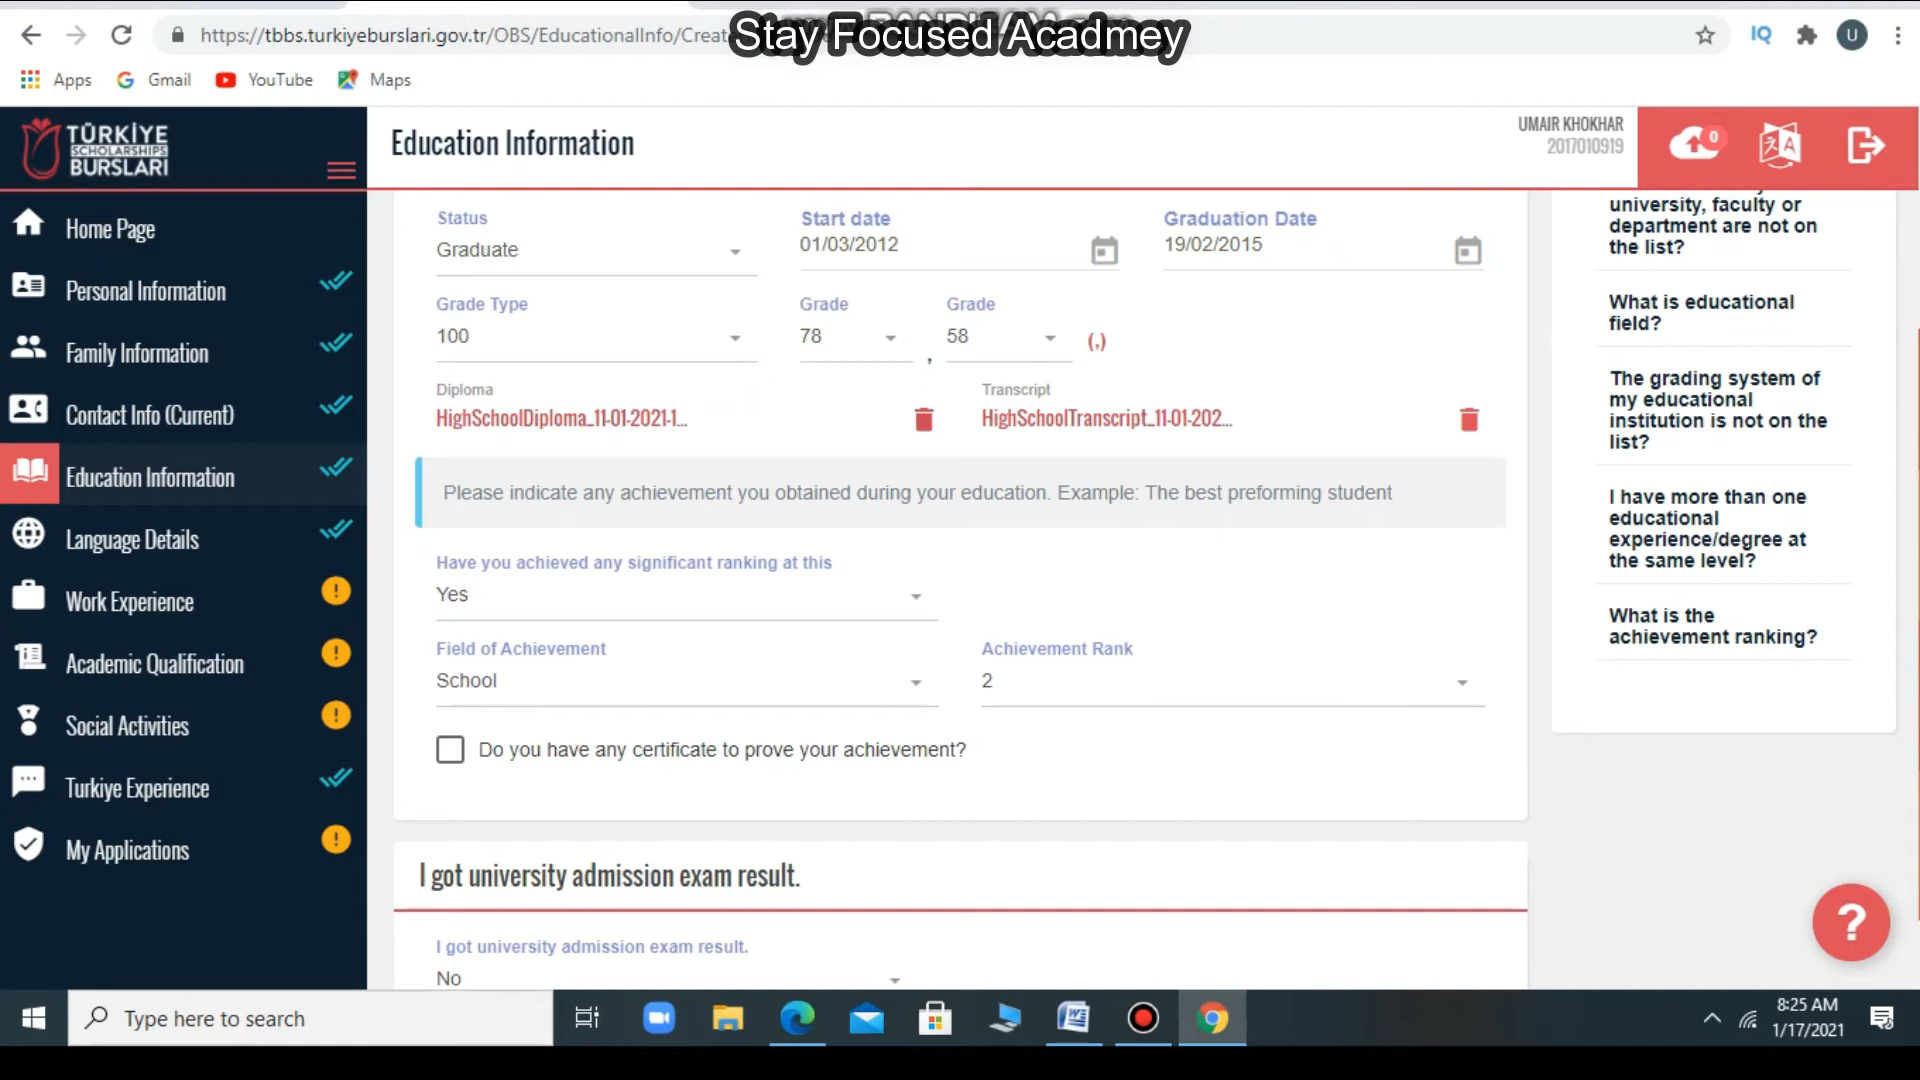 https://tbbs.turkiyeburslari.gov.tr/OBS/EducationalInfo/Creat
Stay Focused Acadmey
IQ
U
Apps
Gmail
YouTube
Maps
TÜRKİYE
SCHOLARSHIPS
BURSLARI
Education Information
UMAIR KHOKHAR
2017010919
0
Home Page
Personal Information
Family Information
Contact Info (Current)
Education Information
Language Details
Work Experience
Academic Qualification
Social Activities
Turkiye Experience
My Applications
Status
Graduate
Start date
01/03/2012
Graduation Date
19/02/2015
Grade Type
100
Grade
78
,
Grade
58
(,)
Diploma
HighSchoolDiploma_11-01-2021-1...
Transcript
HighSchoolTranscript_11-01-202...
Please indicate any achievement you obtained during your education. Example: The best preforming student
Have you achieved any significant ranking at this
Yes
Field of Achievement
School
Achievement Rank
2
Do you have any certificate to prove your achievement?
I got university admission exam result.
I got university admission exam result.
No
university, faculty or
department are not on
the list?
What is educational
field?
The grading system of
my educational
institution is not on the
list?
I have more than one
educational
experience/degree at
the same level?
What is the
achievement ranking?
?
Type here to search
8:25 AM
1/17/2021